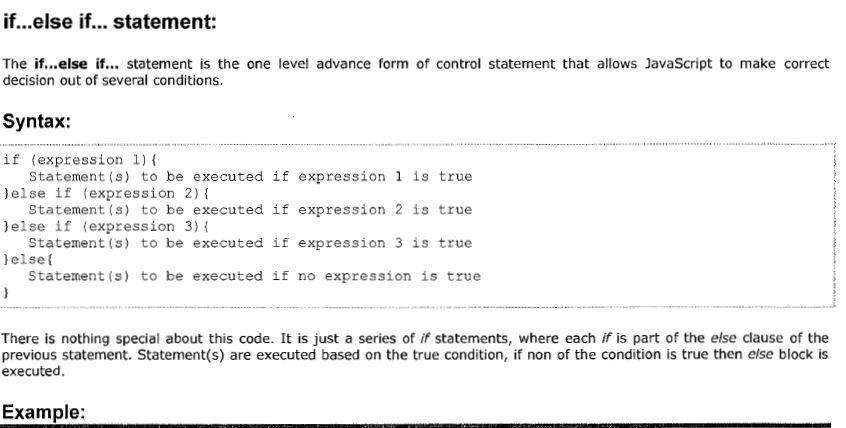 if...else if... statement:
The if...else if... statement is the one level advance form of control statement that allows JavaScript to make correct
decision out of several conditions.
Syntax:
if (expression 1){
   Statement(s) to be executed if expression 1 is true
}else if (expression 2){
   Statement(s) to be executed if expression 2 is true
}else if (expression 3){
   Statement(s) to be executed if expression 3 is true
}else{
   Statement(s) to be executed if no expression is true
}
There is nothing special about this code. It is just a series of if statements, where each if is part of the else clause of the
previous statement. Statement(s) are executed based on the true condition, if non of the condition is true then else block is
executed.
Example: